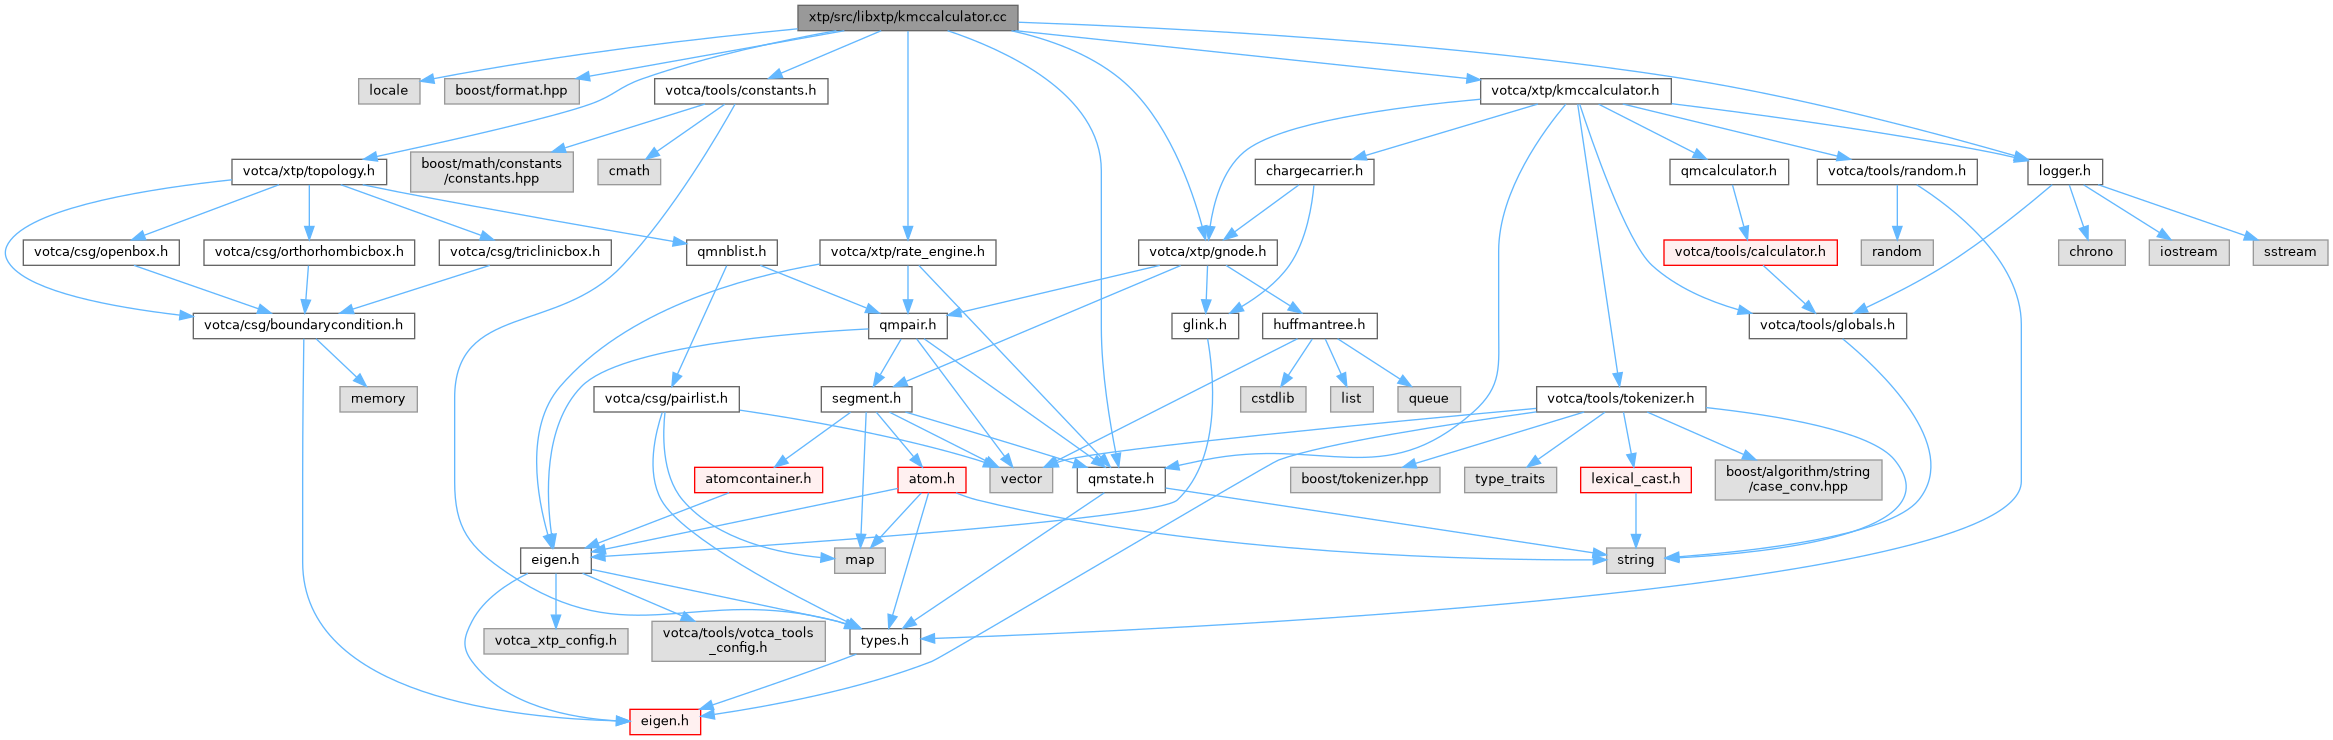 xtp/src/libxtp/kmccalculator.cc
locale
boost/format.hpp
votca/tools/constants.h
votca/xtp/kmccalculator.h
votca/xtp/topology.h
boost/math/constants
/constants.hpp
cmath
chargecarrier.h
qmcalculator.h
votca/tools/random.h
logger.h
votca/csg/openbox.h
votca/csg/orthorhombicbox.h
votca/csg/triclinicbox.h
qmnblist.h
votca/xtp/rate_engine.h
votca/xtp/gnode.h
votca/tools/calculator.h
random
chrono
iostream
sstream
votca/csg/boundarycondition.h
qmpair.h
glink.h
huffmantree.h
votca/tools/globals.h
memory
votca/csg/pairlist.h
segment.h
cstdlib
list
queue
votca/tools/tokenizer.h
atomcontainer.h
atom.h
vector
qmstate.h
boost/tokenizer.hpp
type_traits
lexical_cast.h
boost/algorithm/string
/case_conv.hpp
eigen.h
map
string
votca_xtp_config.h
votca/tools/votca_tools
_config.h
types.h
eigen.h